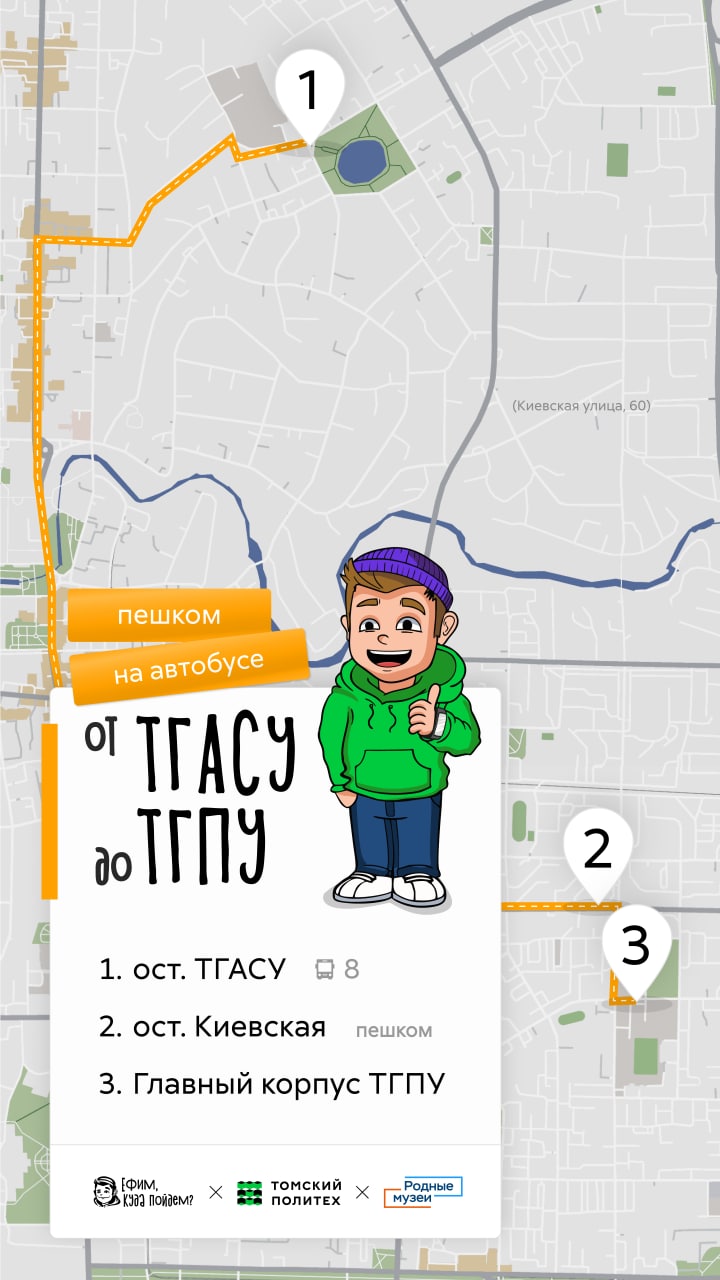 1
(Киевская улица, 60)
пешком
на автобусе
от ТГАСУ
до ТГПУ
2
3
1. ост. ТГАСУ 8
2. ост. Киевская пешком
3. Главный корпус ТГПУ
Ефим,
куда пойдем?
×
ТОМСКИЙ
ПОЛИТЕХ
×
Родные
музеи